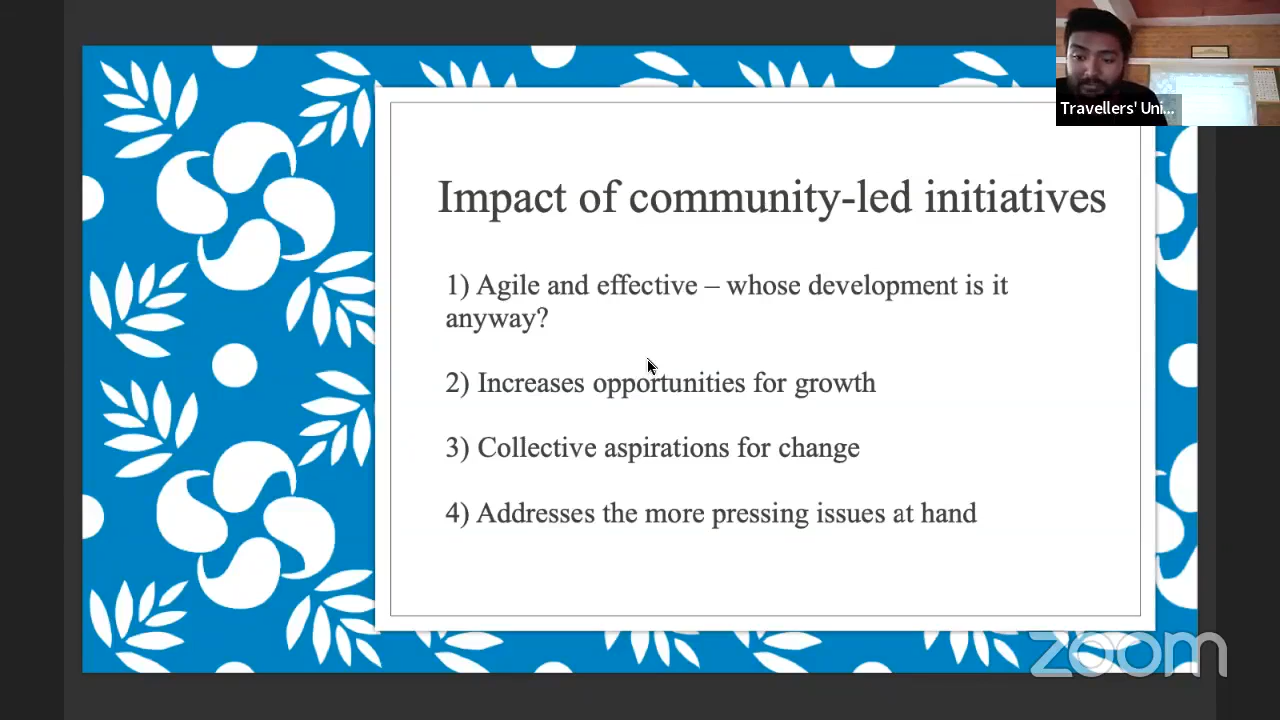 Travellers' Uni...
Impact of community-led initiatives
1) Agile and effective – whose development is it
anyway?
2) Increases opportunities for growth
3) Collective aspirations for change
4) Addresses the more pressing issues at hand
zoom